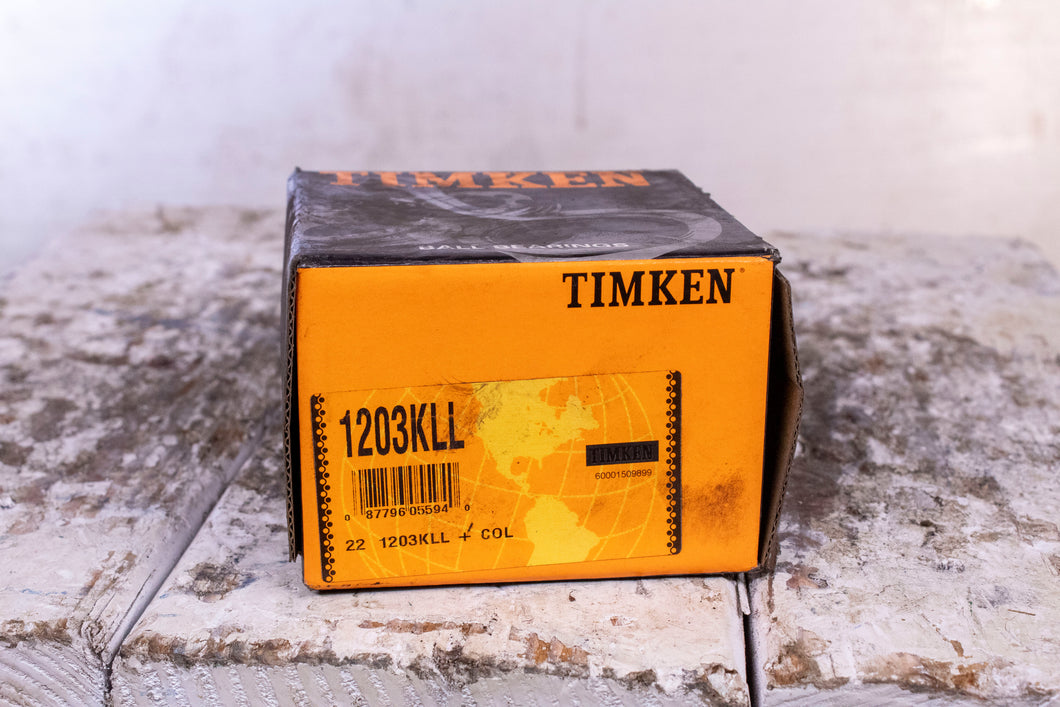 TIMKEN
BALL BEARINGS
TIMKEN
1203KLL
TIMKEN
60001509899
0 87796 05594 0
22 1203KLL + COL